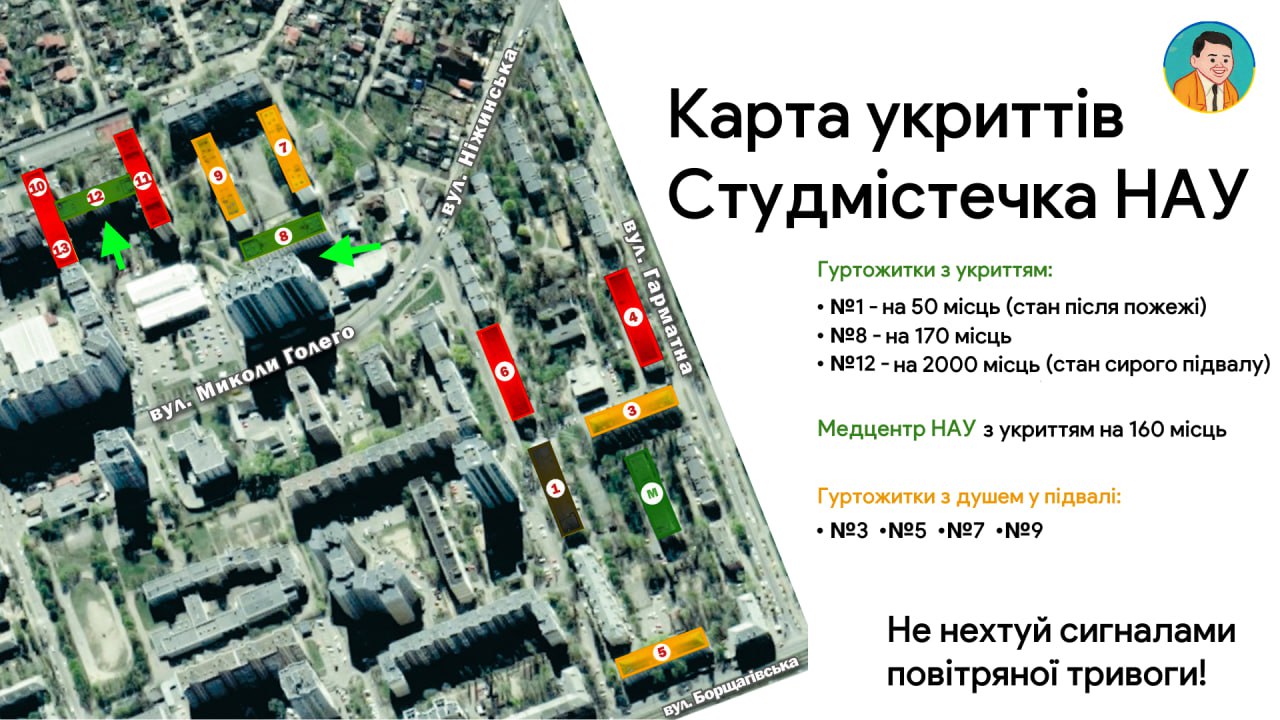 Карта укриттів
Студмістечка НАУ
Гуртожитки з укриттям:
• №1 - на 50 місць (стан після пожежі)
• №8 - на 170 місць
• №12 - на 2000 місць (стан сирого підвалу)
Медцентр НАУ з укриттям на 160 місць
Гуртожитки з душем у підвалі:
• №3 •№5 •№7 •№9
Не нехтуй сигналами
повітряної тривоги!
вул. Ніжинська
вул. Гарматна
вул. Миколи Голего
вул. Борщагівська
10
12
11
13
9
7
8
4
6
3
1
М
5